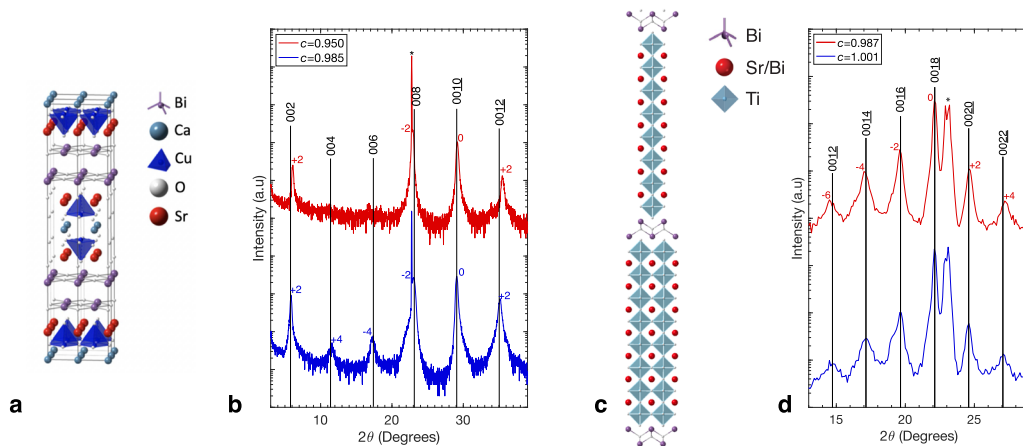 a
Bi
Ca
Cu
O
Sr
b
c=0.950
c=0.985
Intensity (a.u)
002
004
006
008
0010
0012
+2
-2
*
0
+2
+2
+4
-4
-2
0
+2
10
20
30
2θ (Degrees)
c
Bi
Sr/Bi
Ti
d
c=0.987
c=1.001
Intensity (a.u)
0012
0014
0016
0018
0020
0022
-6
-4
-2
0
*
+2
+4
15
20
25
2θ (Degrees)